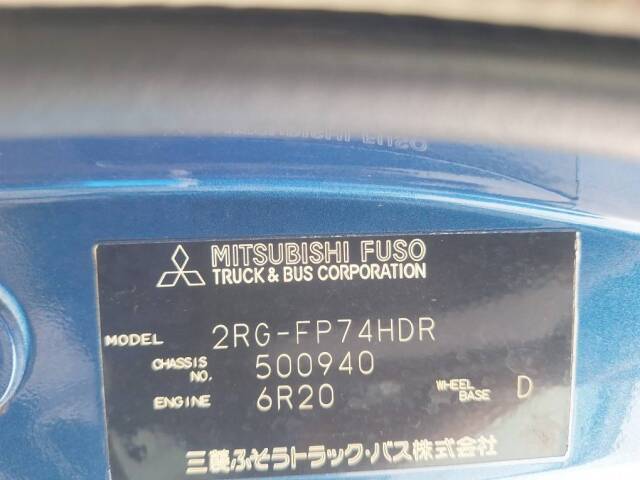 MITSUBISHI FUSO
TRUCK & BUS CORPORATION
MODEL 2RG-FP74HDR
CHASSIS NO. 500940
ENGINE 6R20 WHEEL BASE D
三菱ふそうトラック・バス株式会社